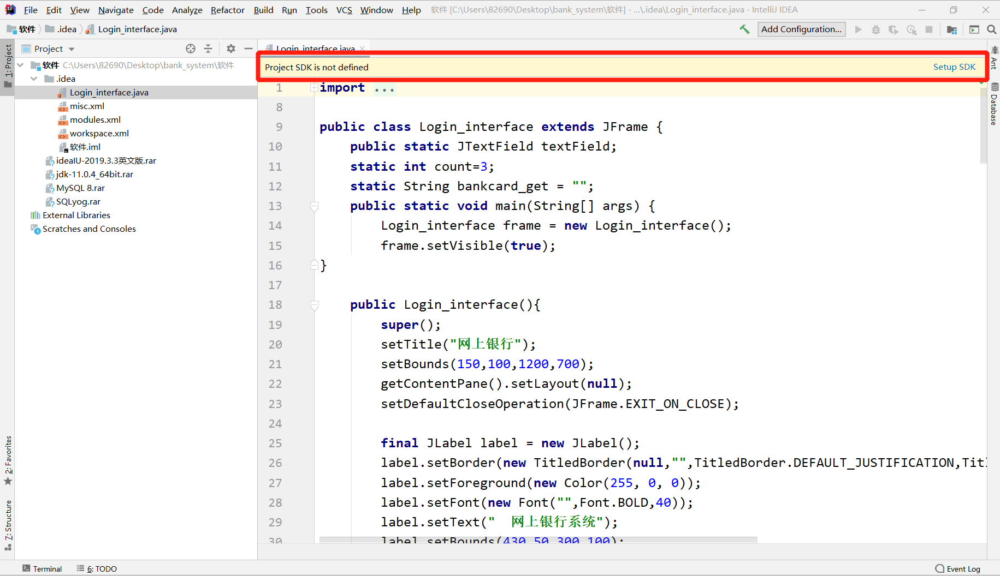 File Edit View Navigate Code Analyze Refactor Build Run Tools VCS Window Help 软件 [C:\Users\82690\Desktop\bank_system\软件] - ...\.idea\Login_interface.java - IntelliJ IDEA
软件 .idea Login_interface.java Add Configuration...
1: Project
Project
软件 C:\Users\82690\Desktop\bank_system\软件
.idea
Login_interface.java
misc.xml
modules.xml
workspace.xml
软件.iml
ideaIU-2019.3.3英文版.rar
jdk-11.0.4_64bit.rar
MySQL 8.rar
SQLyog.rar
External Libraries
Scratches and Consoles
2: Favorites
7: Structure
Login_interface.java
Project SDK is not defined Setup SDK
1 import ...
8
9 public class Login_interface extends JFrame {
10 public static JTextField textField;
11 static int count=3;
12 static String bankcard_get = "";
13 public static void main(String[] args) {
14 Login_interface frame = new Login_interface();
15 frame.setVisible(true);
16 }
17
18 public Login_interface(){
19 super();
20 setTitle("网上银行");
21 setBounds(150,100,1200,700);
22 getContentPane().setLayout(null);
23 setDefaultCloseOperation(JFrame.EXIT_ON_CLOSE);
24
25 final JLabel label = new JLabel();
26 label.setBorder(new TitledBorder(null,"",TitledBorder.DEFAULT_JUSTIFICATION,Titl
27 label.setForeground(new Color(255, 0, 0));
28 label.setFont(new Font("",Font.BOLD,40));
29 label.setText("  网上银行系统");
30 label.setBounds(430,50,300,100);
Ant
Database
Terminal 6: TODO Event Log